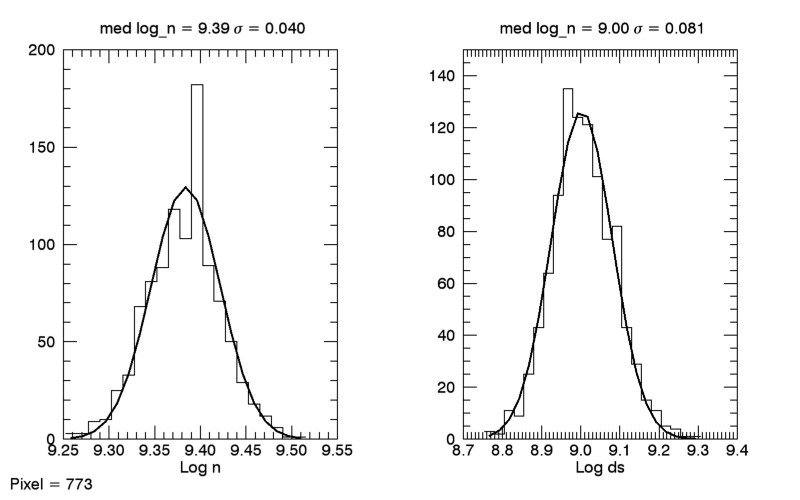 med log_n = 9.39 σ = 0.040
200
150
100
50
0
9.25 9.30 9.35 9.40 9.45 9.50 9.55
Log n
med log_n = 9.00 σ = 0.081
140
120
100
80
60
40
20
0
8.7 8.8 8.9 9.0 9.1 9.2 9.3 9.4
Log ds
Pixel = 773